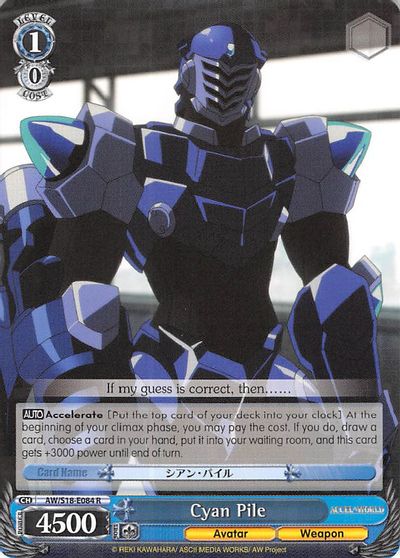 LEVEL
1
0
COST
If my guess is correct, then……
AUTO Accelerate [Put the top card of your deck into your clock] At the
beginning of your climax phase, you may pay the cost. If you do, draw a
card, choose a card in your hand, put it into your waiting room, and this card
gets +3000 power until end of turn.
Card Name シアン・パイル
CH AW/S18-E084 R
POWER 4500 SOUL
Cyan Pile
ACCEL WORLD
Avatar Weapon
© REKI KAWAHARA/ ASCII MEDIA WORKS/ AW Project